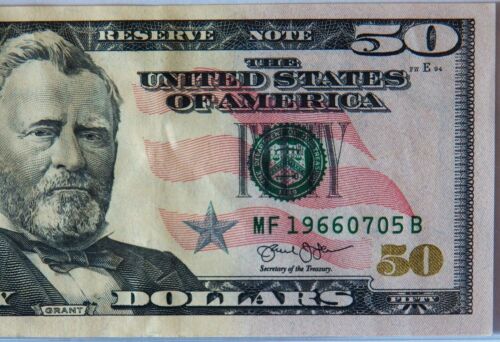 RESERVE NOTE
50
THE
UNITED STATES
OF AMERICA
FW E 94
FIFTY
MF 19660705 B
Secretary of the Treasury.
50
GRANT
Y DOLLARS
FIFTY